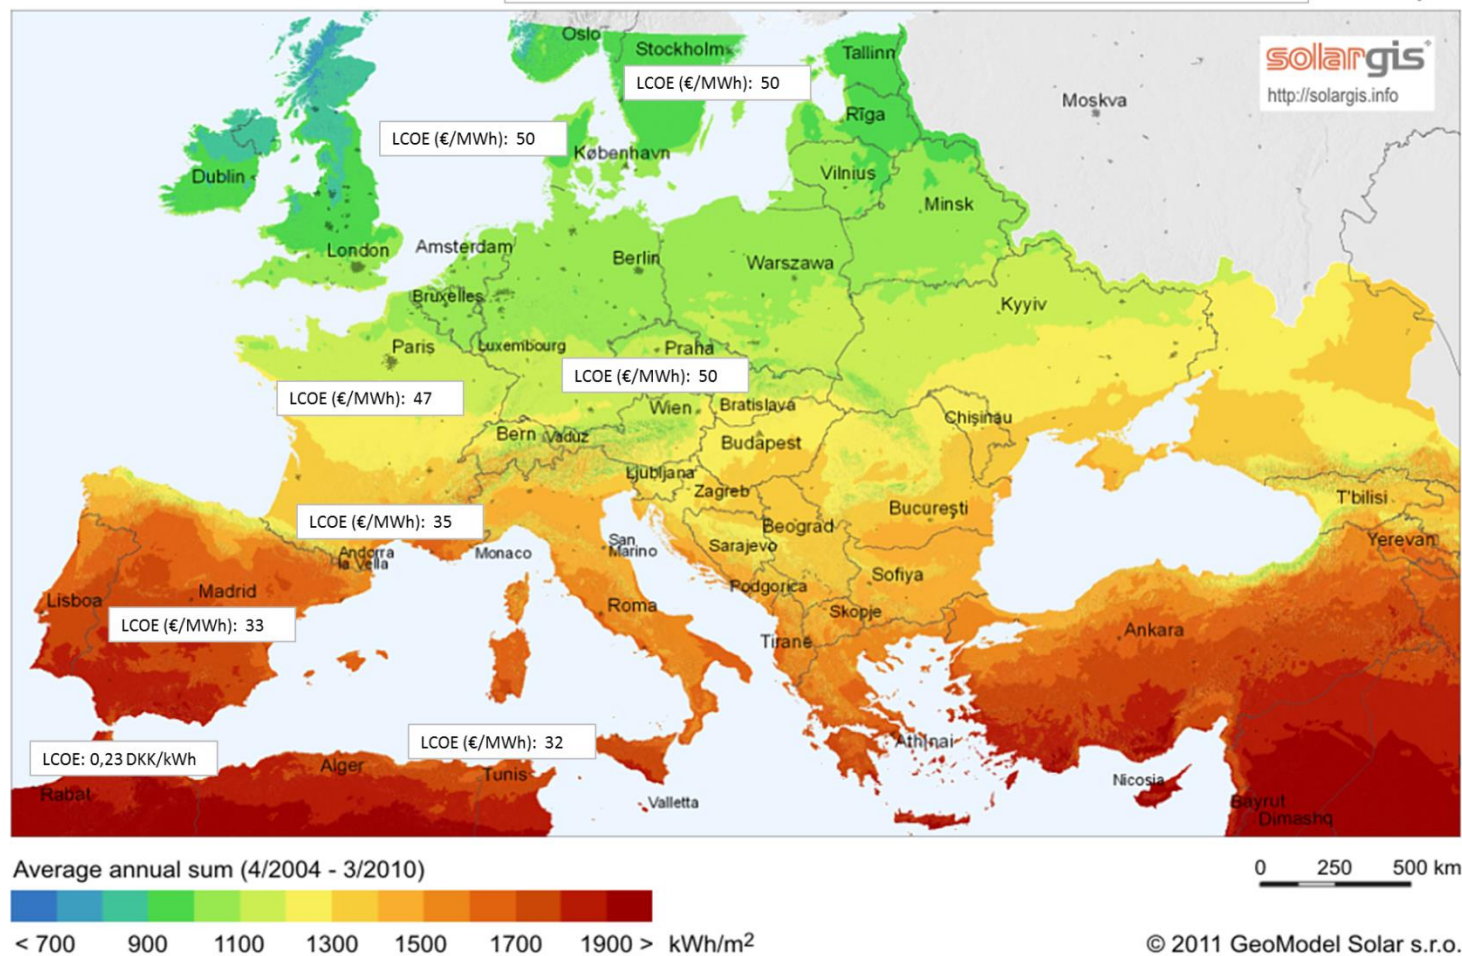 Oslo
Stockholm
Tallinn
solargis
http://solargis.info
LCOE (€/MWh): 50
Moskva
Rīga
LCOE (€/MWh): 50
København
Dublin
Vilnius
Minsk
London
Amsterdam
Berlin
Warszawa
Bruxelles
Kyyiv
Paris
Luxembourg
Praha
LCOE (€/MWh): 50
LCOE (€/MWh): 47
Wien
Bratislava
Chişinău
Bern
Vaduz
Budapest
Ljubljana
Zagreb
T'bilisi
Bucureşti
LCOE (€/MWh): 35
Beograd
Andorra
la Vella
Monaco
San
Marino
Sarajevo
Yerevan
Sofiya
Podgorica
Madrid
Lisboa
Roma
Skopje
LCOE (€/MWh): 33
Tiranë
Ankara
LCOE (€/MWh): 32
Athinai
LCOE: 0,23 DKK/kWh
Alger
Tunis
Nicosia
Rabat
Valletta
Bayrut
Dimashq
Average annual sum (4/2004 - 3/2010)
0 250 500 km
< 700 900 1100 1300 1500 1700 1900 > kWh/m²
© 2011 GeoModel Solar s.r.o.